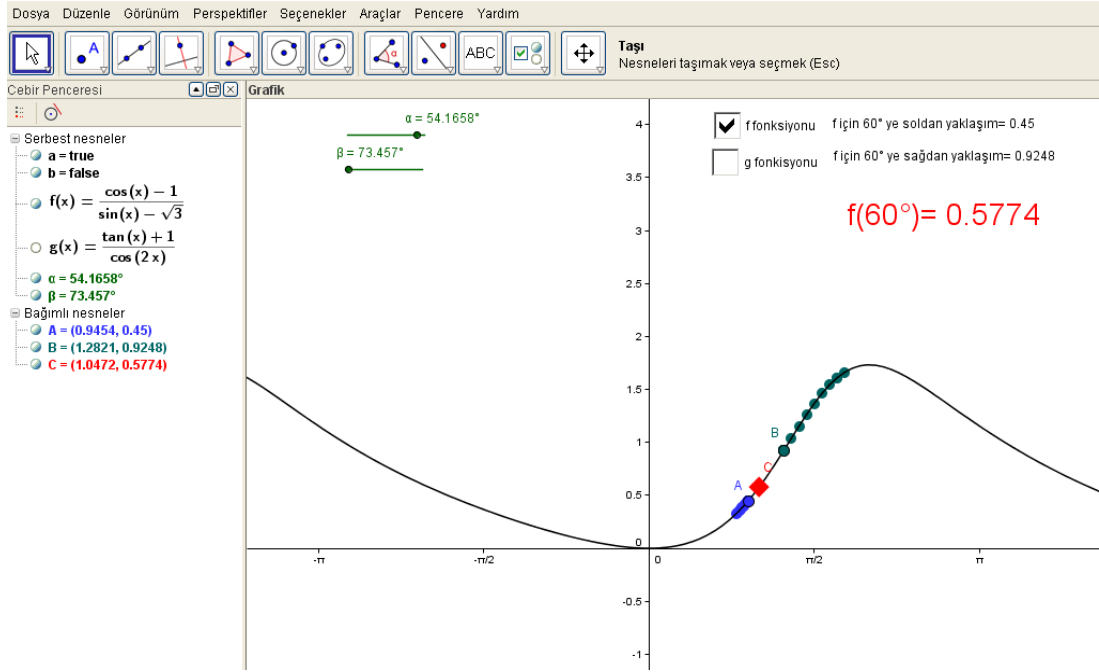 Dosya Düzenle Görünüm Perspektifler Seçenekler Araçlar Pencere Yardım
A
α
ABC
Taşı
Nesneleri taşımak veya seçmek (Esc)
Cebir Penceresi
Serbest nesneler
a = true
b = false
f(x) = (cos(x) − 1)/(sin(x) − √3)
g(x) = (tan(x) + 1)/(cos(2 x))
α = 54.1658°
β = 73.457°
Bağımlı nesneler
A = (0.9454, 0.45)
B = (1.2821, 0.9248)
C = (1.0472, 0.5774)
Grafik
α = 54.1658°
β = 73.457°
f fonksiyonu f için 60° ye soldan yaklaşım= 0.45
g fonkisyonu f için 60° ye sağdan yaklaşım= 0.9248
f(60°)= 0.5774
4
3.5
3
2.5
2
1.5
1
0.5
0
-0.5
-1
B
C
A
-π -π/2 0 π/2 π